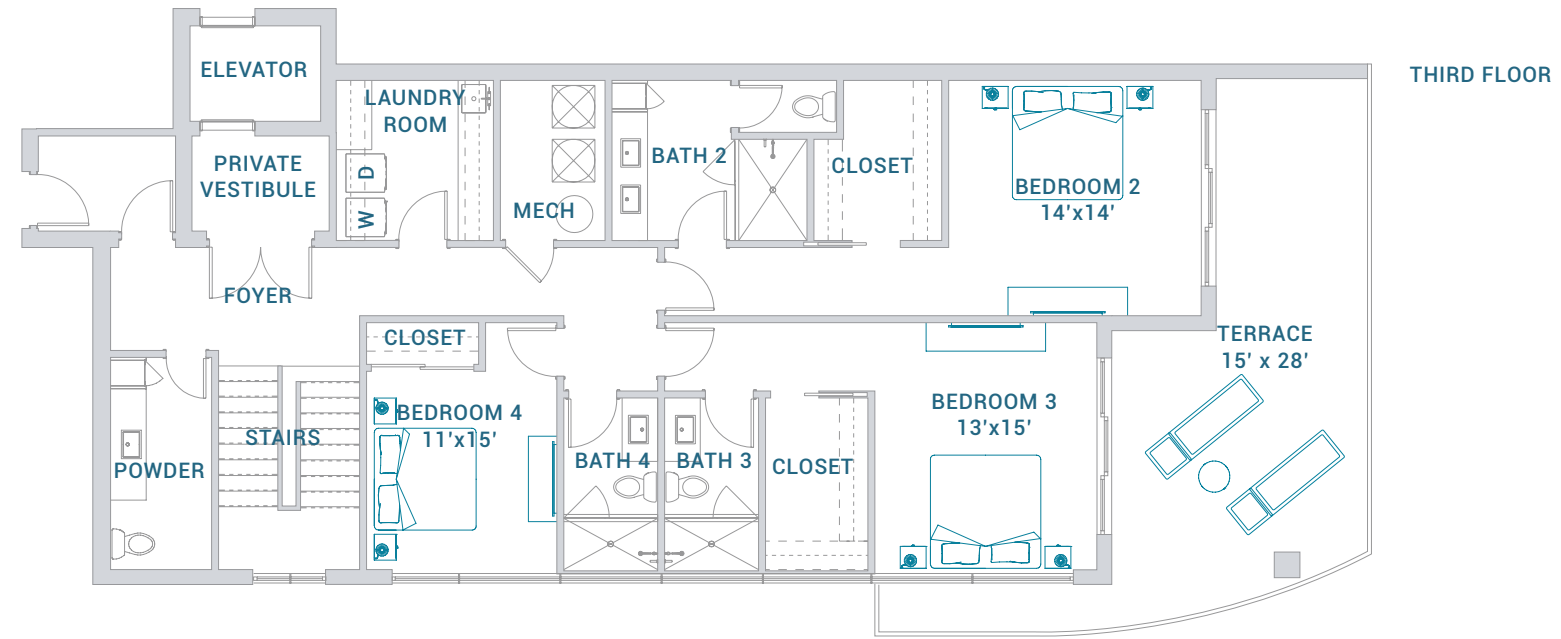 THIRD FLOOR
ELEVATOR
LAUNDRY
ROOM
PRIVATE
VESTIBULE
D
W
MECH
BATH 2
CLOSET
BEDROOM 2
14'x14'
FOYER
CLOSET
TERRACE
15' x 28'
BEDROOM 4
11'x15'
BEDROOM 3
13'x15'
STAIRS
POWDER
BATH 4
BATH 3
CLOSET